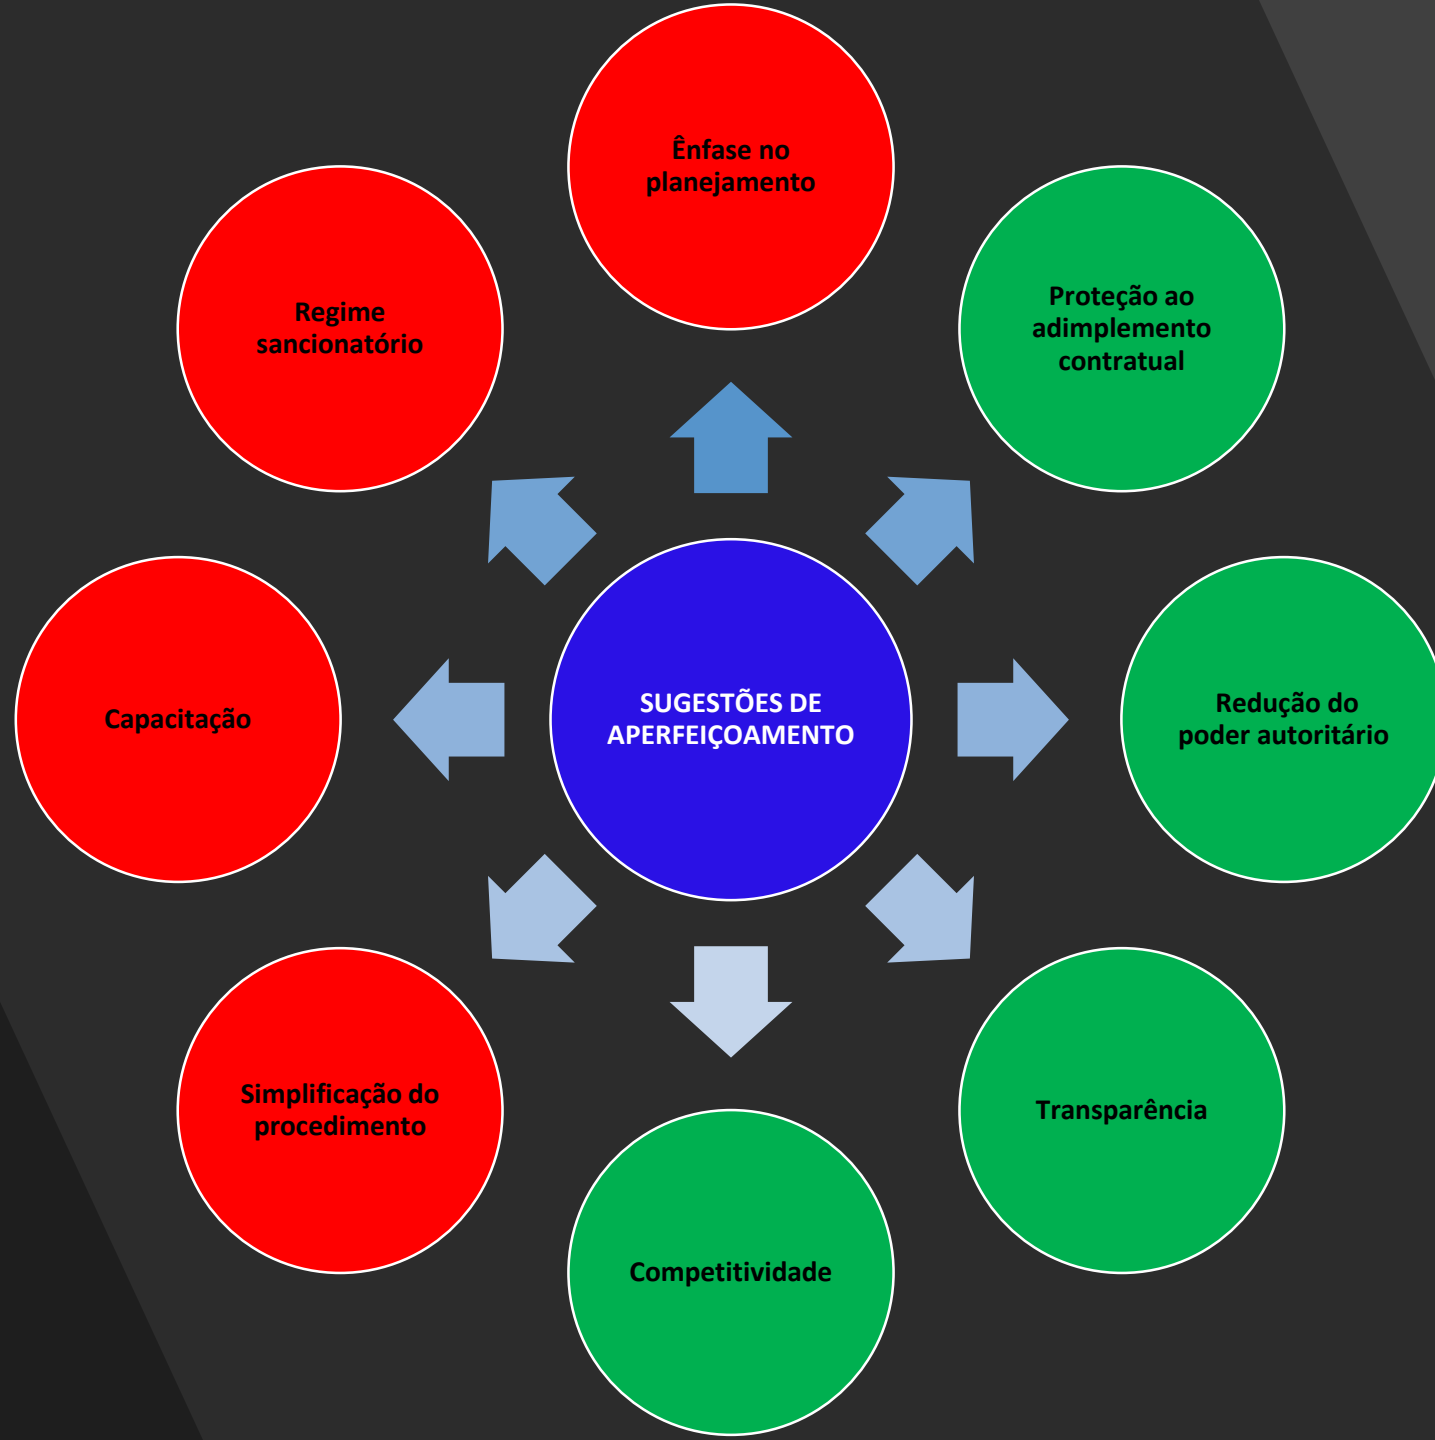 Ênfase no
planejamento
Proteção ao
adimplemento
contratual
Redução do
poder autoritário
Transparência
Competitividade
Simplificação do
procedimento
Capacitação
Regime
sancionatório
SUGESTÕES DE
APERFEIÇOAMENTO